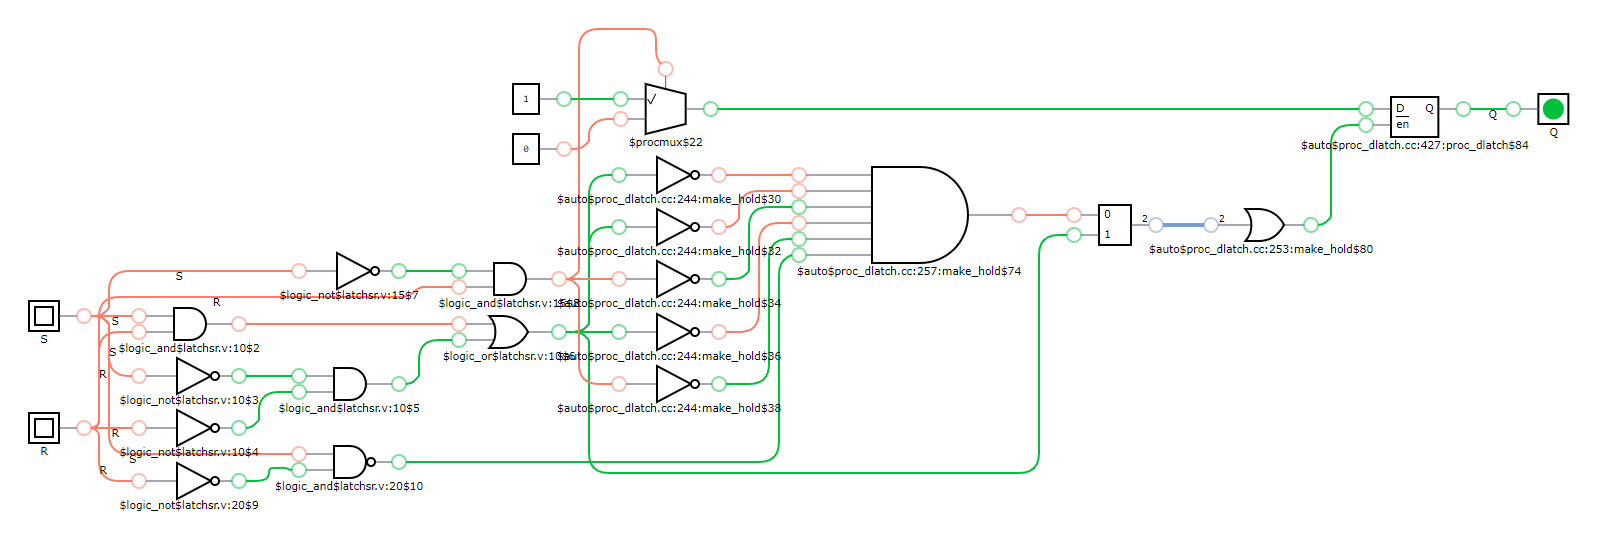 1
0
$procmux$22
D
Q
en
Q
Q
$auto$proc_dlatch.cc:427:proc_dlatch$84
$auto$proc_dlatch.cc:244:make_hold$30
$auto$proc_dlatch.cc:244:make_hold$32
0
1
2
2
$auto$proc_dlatch.cc:253:make_hold$80
$auto$proc_dlatch.cc:257:make_hold$74
S
$logic_not$latchsr.v:15$7
R
$logic_and$latchsr.v:15$8
$auto$proc_dlatch.cc:244:make_hold$34
S
S
$logic_and$latchsr.v:10$2
S
$logic_or$latchsr.v:10$6
$auto$proc_dlatch.cc:244:make_hold$36
R
$logic_not$latchsr.v:10$3
$logic_and$latchsr.v:10$5
$auto$proc_dlatch.cc:244:make_hold$38
R
R
$logic_not$latchsr.v:10$4
S
R
$logic_and$latchsr.v:20$10
$logic_not$latchsr.v:20$9